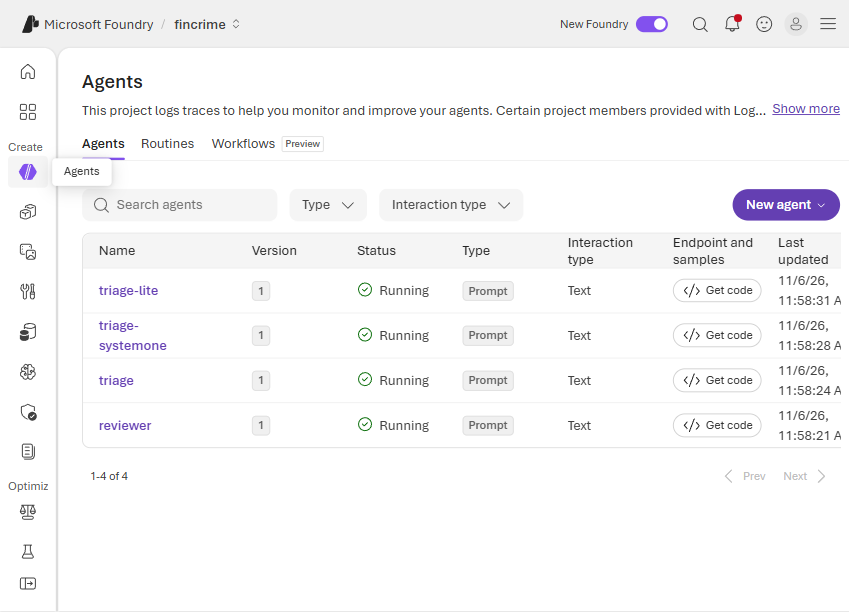 Microsoft Foundry / fincrime
New Foundry
Create
Agents
Optimiz
Agents
This project logs traces to help you monitor and improve your agents. Certain project members provided with Log... Show more
Agents Routines Workflows Preview
Search agents Type Interaction type New agent
Name Version Status Type Interaction type Endpoint and samples Last updated
triage-lite 1 Running Prompt Text Get code 11/6/26, 11:58:31 A
triage-systemone 1 Running Prompt Text Get code 11/6/26, 11:58:28 A
triage 1 Running Prompt Text Get code 11/6/26, 11:58:24 A
reviewer 1 Running Prompt Text Get code 11/6/26, 11:58:21 A
1-4 of 4 Prev Next